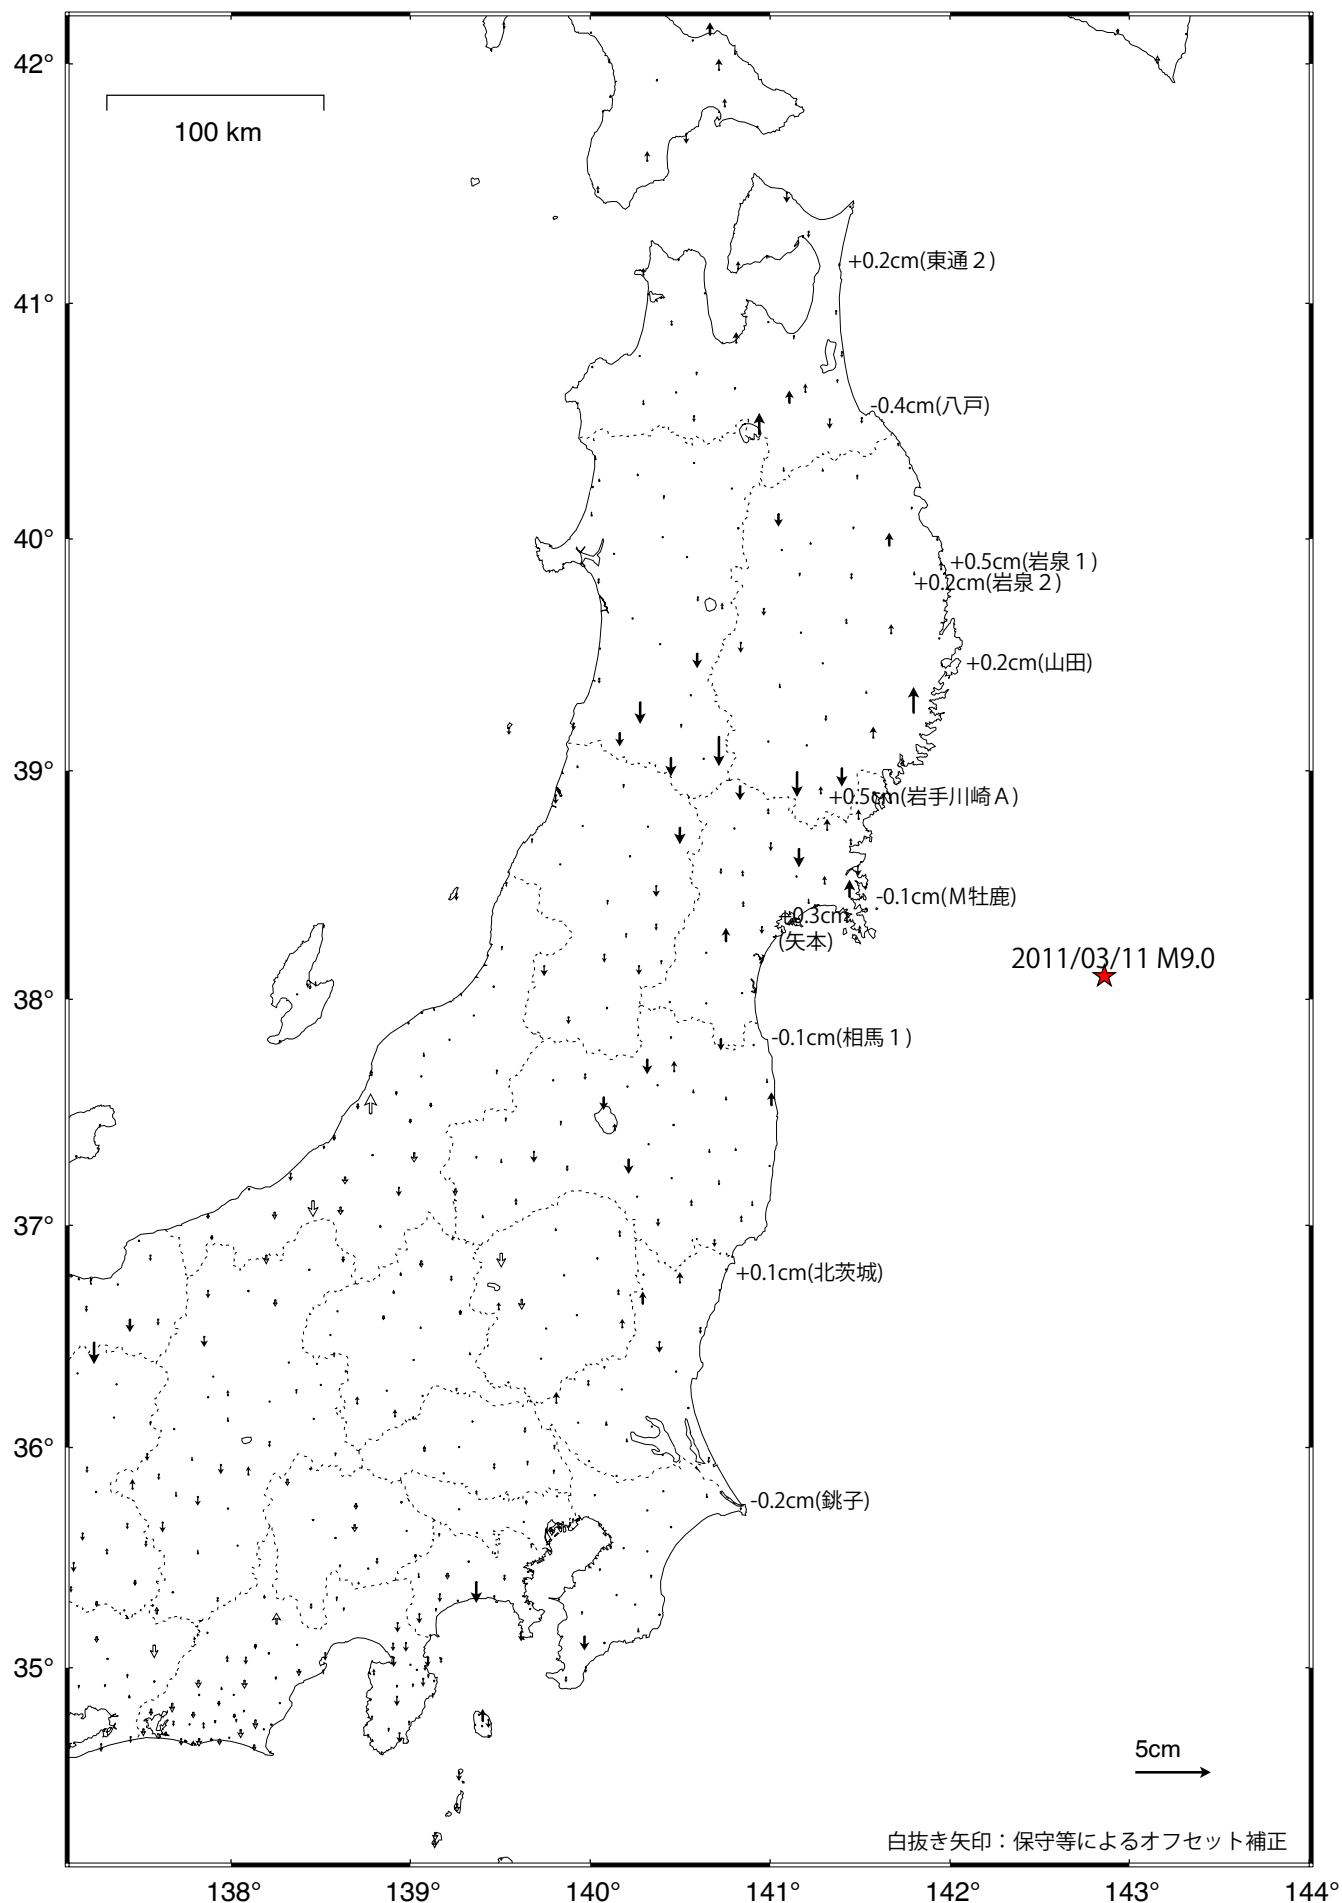 42°
100 km
+0.2cm(東通２)
41°
-0.4cm(八戸)
40°
+0.5cm(岩泉１)
+0.2cm(岩泉２)
+0.2cm(山田)
39°
+0.5cm(岩手川崎Ａ)
-0.1cm(Ｍ牡鹿)
+0.3cm
(矢本)
2011/03/11 M9.0
38°
-0.1cm(相馬１)
37°
+0.1cm(北茨城)
36°
-0.2cm(銚子)
35°
5cm
白抜き矢印：保守等によるオフセット補正
138° 139° 140° 141° 142° 143° 144°